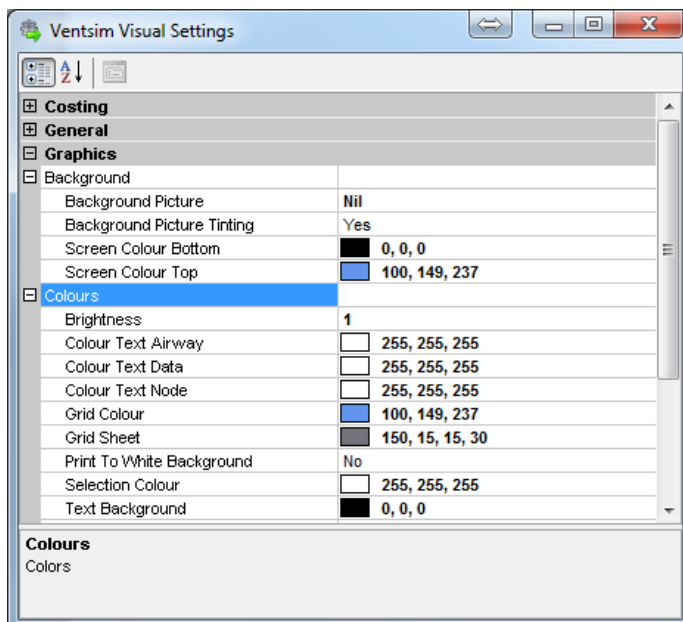 Ventsim Visual Settings
A
Z
Costing
General
Graphics
Background
Background Picture Nil
Background Picture Tinting Yes
Screen Colour Bottom 0, 0, 0
Screen Colour Top 100, 149, 237
Colours
Brightness 1
Colour Text Airway 255, 255, 255
Colour Text Data 255, 255, 255
Colour Text Node 255, 255, 255
Grid Colour 100, 149, 237
Grid Sheet 150, 15, 15, 30
Print To White Background No
Selection Colour 255, 255, 255
Text Background 0, 0, 0
Colours
Colors